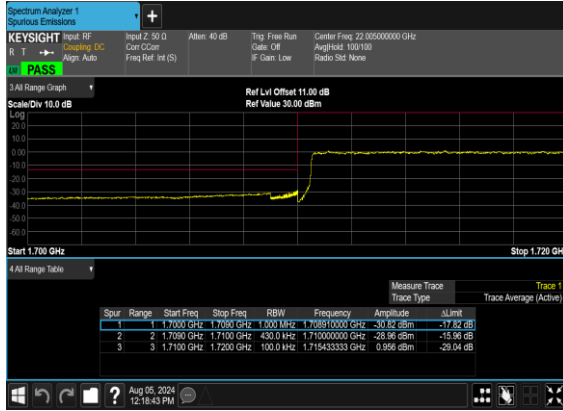 Spectrum Analyzer 1
Spurious Emissions
+
KEYSIGHT
R T
LXI
PASS
Input: RF
Coupling: DC
Align: Auto
Input Z: 50 Ω
Corr CCorr
Freq Ref: Int (S)
Atten: 40 dB
Trig: Free Run
Gate: Off
IF Gain: Low
Center Freq: 22.005000000 GHz
Avg|Hold: 100/100
Radio Std: None
3 All Range Graph
Ref Lvl Offset 11.00 dB
Scale/Div 10.0 dB
Ref Value 30.00 dBm
Log
20.0
10.0
0.00
-10.0
-20.0
-30.0
-40.0
-50.0
-60.0
Start 1.700 GHz
Stop 1.720 GH
4 All Range Table
Measure Trace Trace 1
Trace Type Trace Average (Active)
Spur Range Start Freq Stop Freq RBW Frequency Amplitude ΔLimit
1 1 1.7000 GHz 1.7090 GHz 1.000 MHz 1.708910000 GHz -30.82 dBm -17.82 dB
2 2 1.7090 GHz 1.7100 GHz 430.0 kHz 1.710000000 GHz -28.96 dBm -15.96 dB
3 3 1.7100 GHz 1.7200 GHz 100.0 kHz 1.715433333 GHz 0.956 dBm -29.04 dB
?
Aug 05, 2024
12:18:43 PM